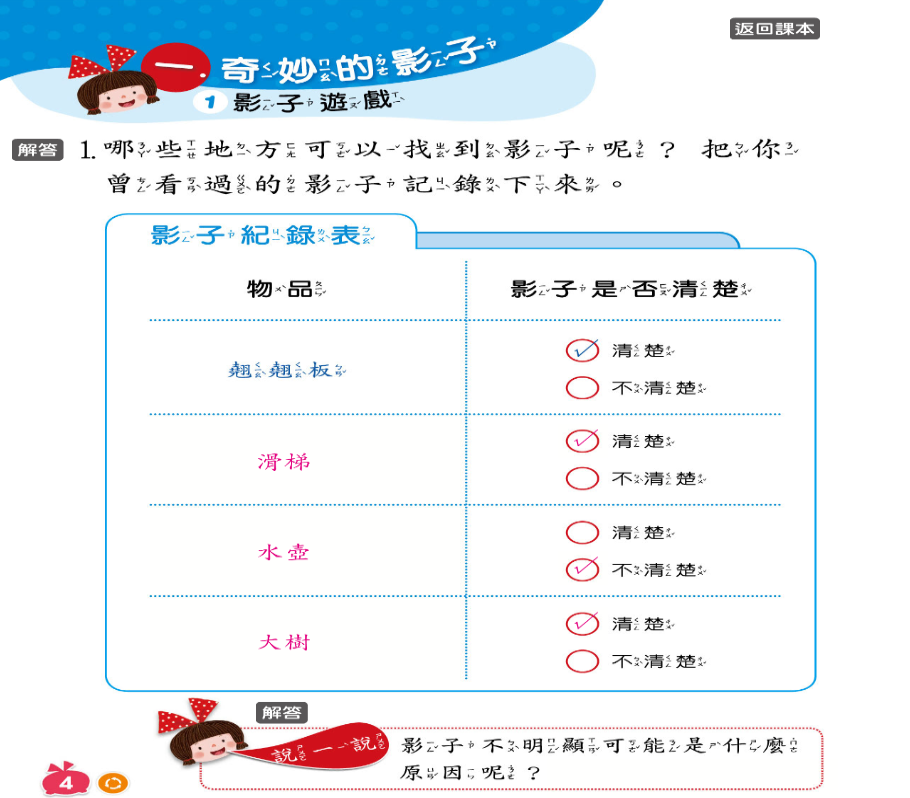 返回課本
一.奇妙的影子
1 影子遊戲
解答 1.哪些地方可以找到影子呢？ 把你
曾看過的影子記錄下來。
影子紀錄表
物品 影子是否清楚
翹翹板 清楚
不清楚
滑梯 清楚
不清楚
水壺 清楚
不清楚
大樹 清楚
不清楚
解答
說一說 影子不明顯可能是什麼
原因呢？
4